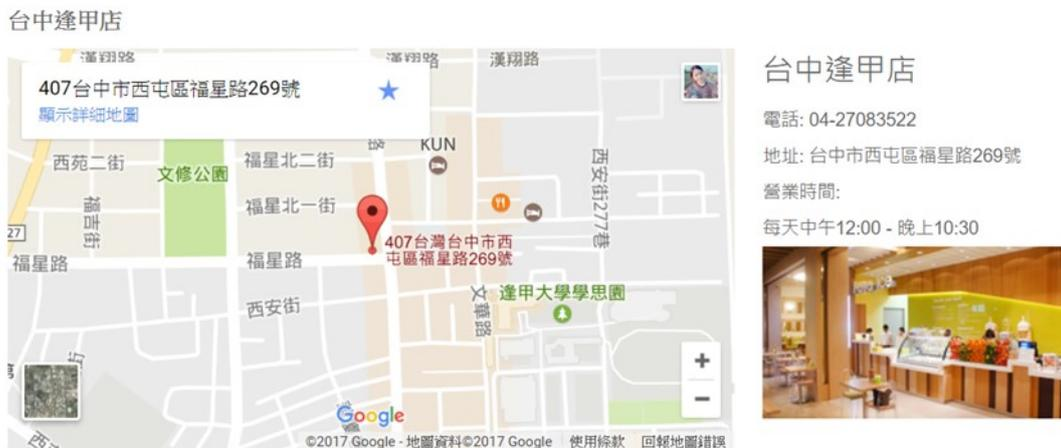 台中逢甲店
漢翔路
漢翔路
漢翔路
407台中市西屯區福星路269號
顯示詳細地圖
台中逢甲店
電話: 04-27083522
地址: 台中市西屯區福星路269號
營業時間:
每天中午12:00 - 晚上10:30
KUN
西苑二街
文修公園
福星北二街
西安街277巷
福吉街
福星北一街
27
福星路
福星路
407台灣台中市西
屯區福星路269號
西安街
文華路
逢甲大學學思園
Google
©2017 Google - 地圖資料©2017 Google
使用條款
回報地圖錯誤